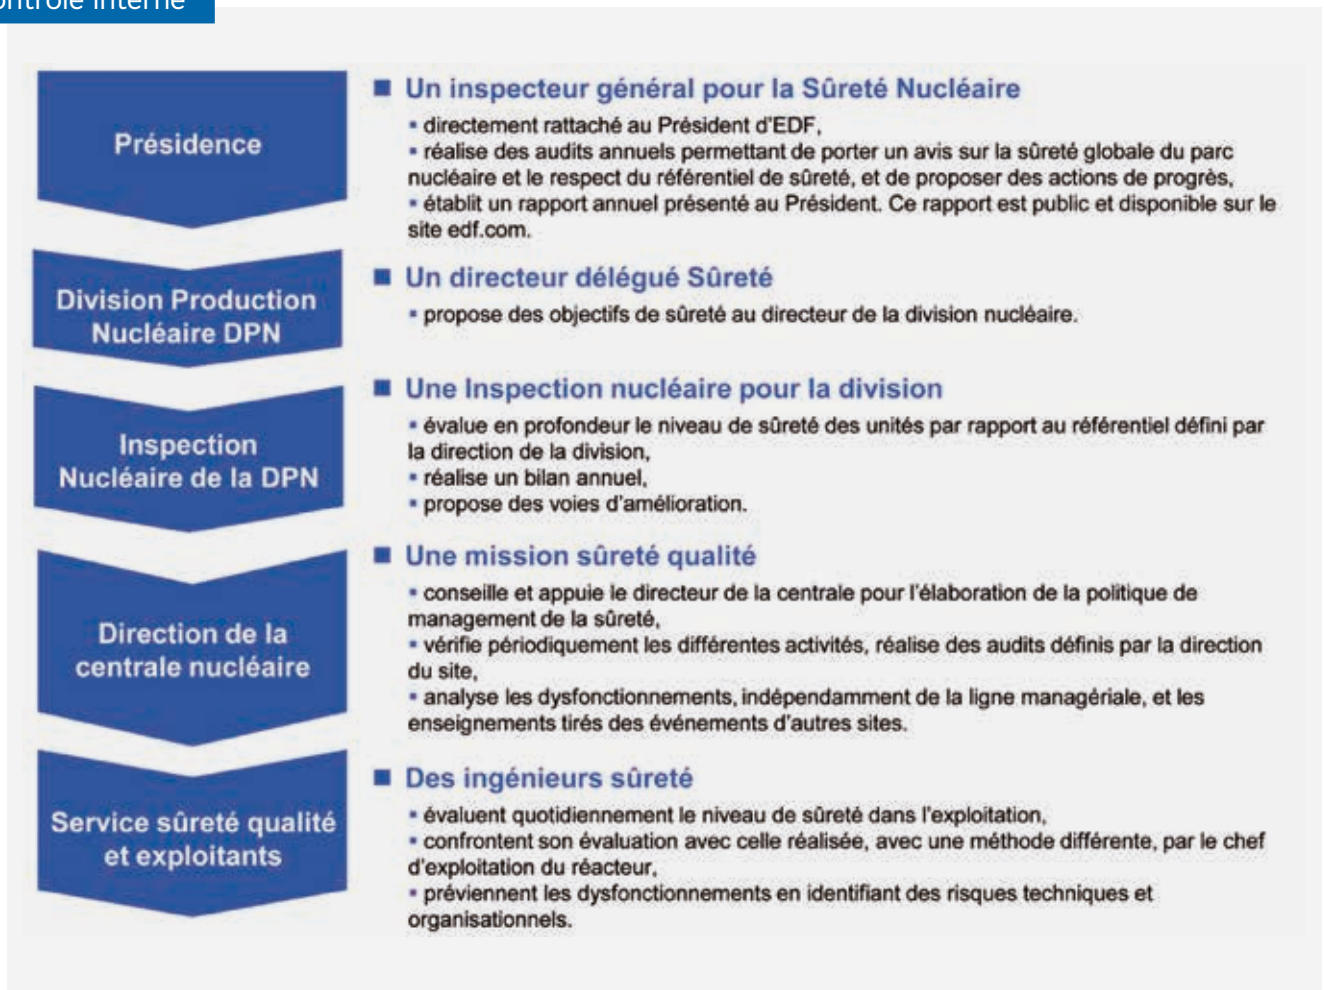 ontrôle interne
Présidence
■ Un inspecteur général pour la Sûreté Nucléaire
▪ directement rattaché au Président d'EDF,
▪ réalise des audits annuels permettant de porter un avis sur la sûreté globale du parc
nucléaire et le respect du référentiel de sûreté, et de proposer des actions de progrès,
▪ établit un rapport annuel présenté au Président. Ce rapport est public et disponible sur le
site edf.com.
Division Production
Nucléaire DPN
■ Un directeur délégué Sûreté
▪ propose des objectifs de sûreté au directeur de la division nucléaire.
Inspection
Nucléaire de la DPN
■ Une Inspection nucléaire pour la division
▪ évalue en profondeur le niveau de sûreté des unités par rapport au référentiel défini par
la direction de la division,
▪ réalise un bilan annuel,
▪ propose des voies d'amélioration.
Direction de la
centrale nucléaire
■ Une mission sûreté qualité
▪ conseille et appuie le directeur de la centrale pour l'élaboration de la politique de
management de la sûreté,
▪ vérifie périodiquement les différentes activités, réalise des audits définis par la direction
du site,
▪ analyse les dysfonctionnements, indépendamment de la ligne managériale, et les
enseignements tirés des événements d'autres sites.
Service sûreté qualité
et exploitants
■ Des ingénieurs sûreté
▪ évaluent quotidiennement le niveau de sûreté dans l'exploitation,
▪ confrontent son évaluation avec celle réalisée, avec une méthode différente, par le chef
d'exploitation du réacteur,
▪ préviennent les dysfonctionnements en identifiant des risques techniques et
organisationnels.